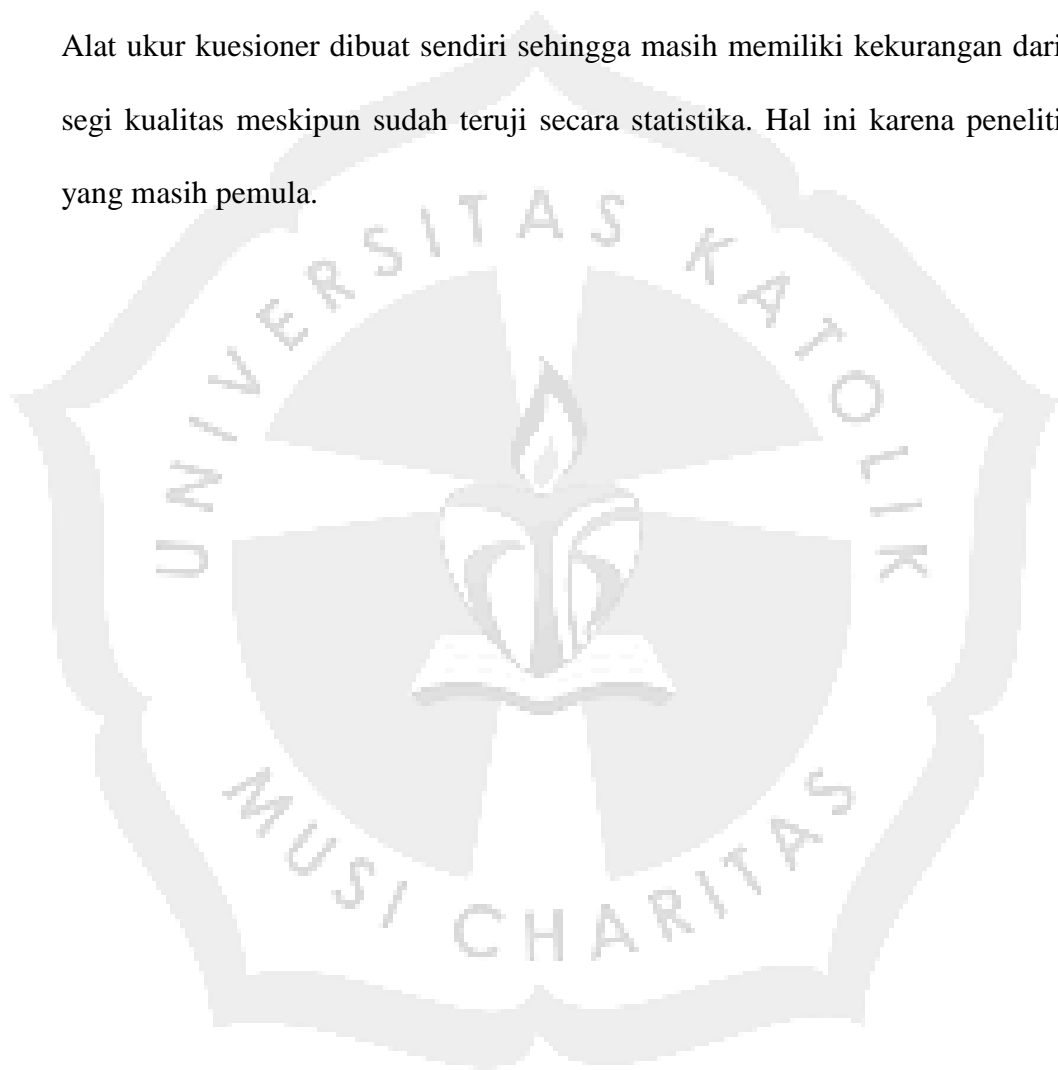 Alat ukur kuesioner dibuat sendiri sehingga masih memiliki kekurangan dari
segi kualitas meskipun sudah teruji secara statistika. Hal ini karena peneliti
yang masih pemula.
UNIVERSITAS KATOLIK
MUSI CHARITAS